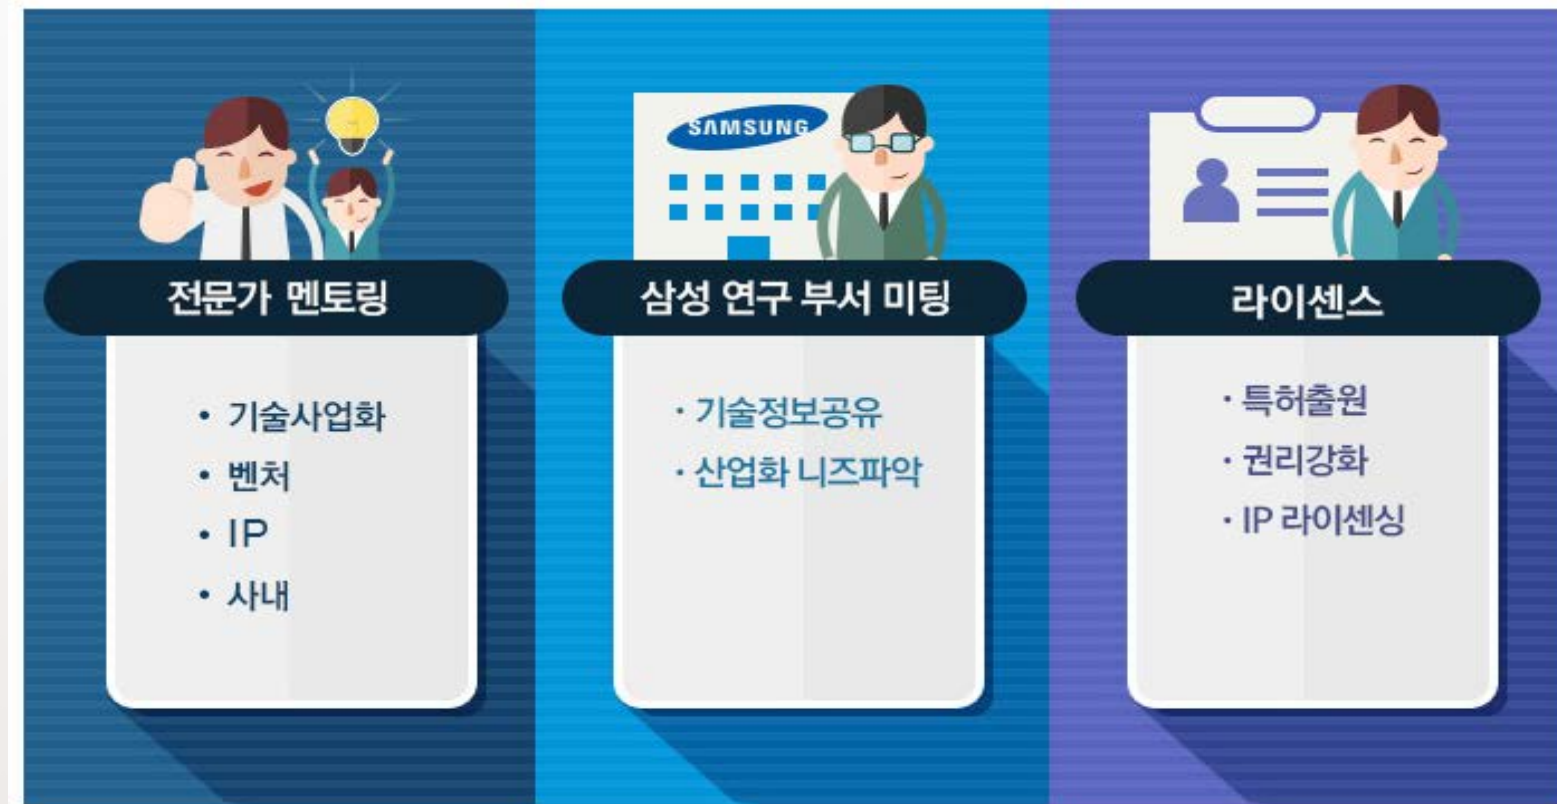 전문가 멘토링
• 기술사업화
• 벤처
• IP
• 사내
SAMSUNG
삼성 연구 부서 미팅
· 기술정보공유
· 산업화 니즈파악
라이센스
· 특허출원
· 권리강화
· IP 라이센싱